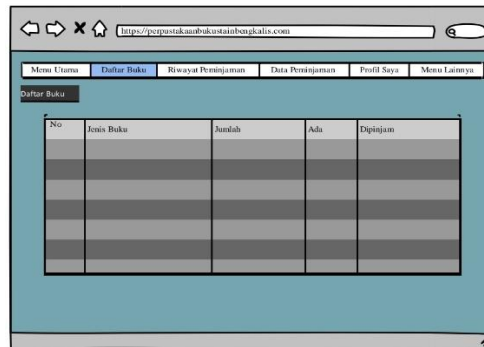 https://perpustakaanbukustainbengkalis.com
Menu Utama Daftar Buku Riwayat Peminjaman Data Peminjaman Profil Saya Menu Lainnya
Daftar Buku
No Jenis Buku Jumlah Ada Dipinjam